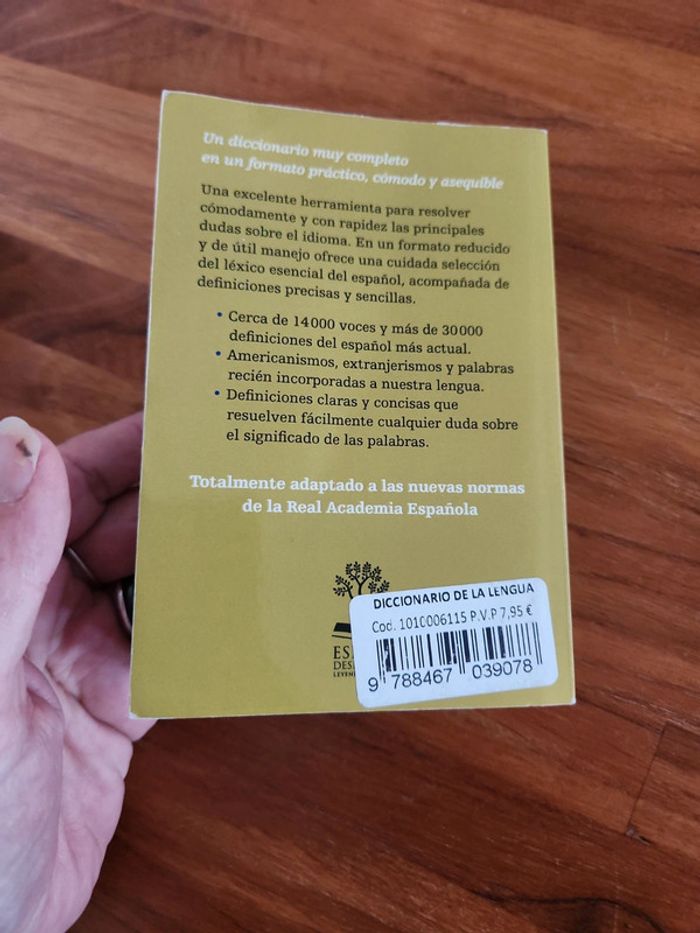 Un diccionario muy completo
en un formato práctico, cómodo y asequible
Una excelente herramienta para resolver
cómodamente y con rapidez las principales
dudas sobre el idioma. En un formato reducido
y de útil manejo ofrece una cuidada selección
del léxico esencial del español, acompañada de
definiciones precisas y sencillas.
• Cerca de 14 000 voces y más de 30 000
definiciones del español más actual.
• Americanismos, extranjerismos y palabras
recién incorporadas a nuestra lengua.
• Definiciones claras y concisas que
resuelven fácilmente cualquier duda sobre
el significado de las palabras.
Totalmente adaptado a las nuevas normas
de la Real Academia Española
DICCIONARIO DE LA LENGUA
Cod. 1010006115 P.V.P 7,95 €
9 788467 039078